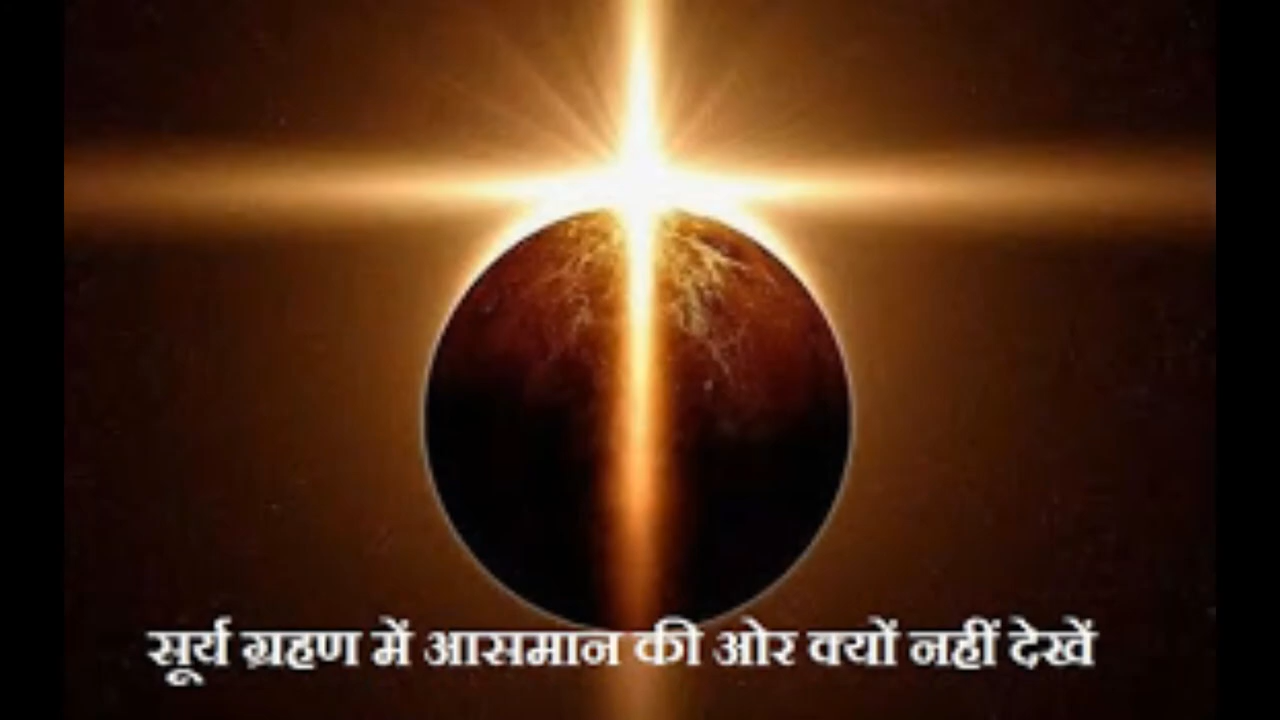 सूर्य ग्रहण में आसमान की ओर क्यों नहीं देखें